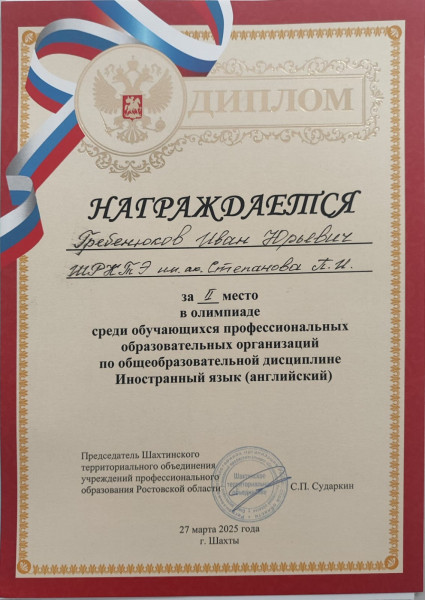 ДИПЛОМ
НАГРАЖДАЕТСЯ
Гребенюков Иван Юрьевич
ШРКТЭ им. ак. Степанова П.И.
за II место
в олимпиаде
среди обучающихся профессиональных
образовательных организаций
по общеобразовательной дисциплине
Иностранный язык (английский)
Председатель Шахтинского
территориального объединения
учреждений профессионального
образования Ростовской области
С.П. Сударкин
27 марта 2025 года
г. Шахты